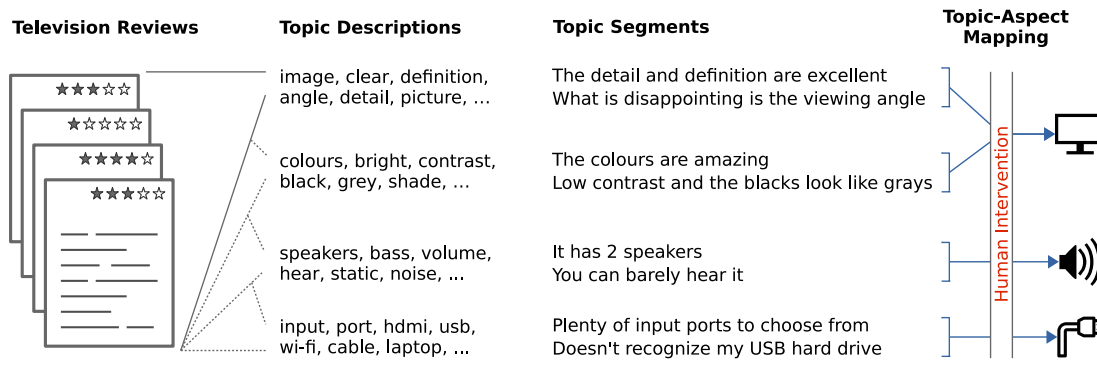 Television Reviews
Topic Descriptions
Topic Segments
Topic-Aspect
Mapping
image, clear, definition,
angle, detail, picture, ...
The detail and definition are excellent
What is disappointing is the viewing angle
colours, bright, contrast,
black, grey, shade, ...
The colours are amazing
Low contrast and the blacks look like grays
speakers, bass, volume,
hear, static, noise, ...
It has 2 speakers
You can barely hear it
input, port, hdmi, usb,
wi-fi, cable, laptop, ...
Plenty of input ports to choose from
Doesn't recognize my USB hard drive
Human Intervention